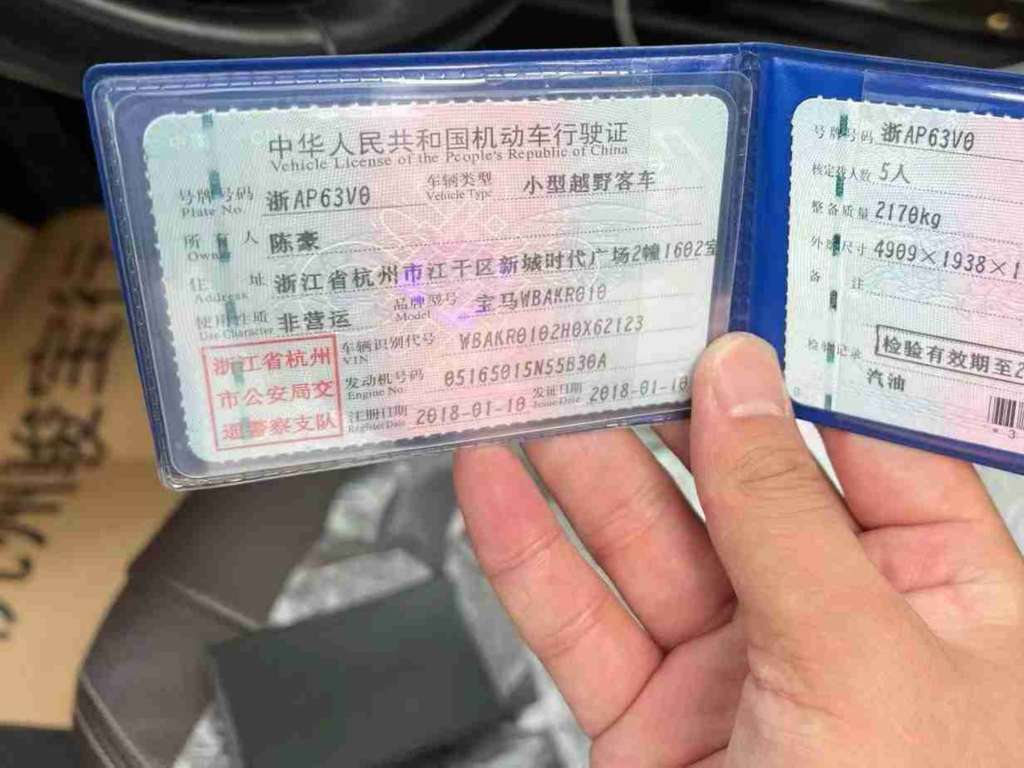 中华人民共和国机动车行驶证
Vehicle License of the People's Republic of China
号牌号码 浙AP63V0 车辆类型 小型越野客车
Plate No. Vehicle Type
所有人 陈豪
Owner
住址 浙江省杭州市江干区新城时代广场2幢1602室
Address
使用性质 非营运 品牌型号 宝马WBAKR010
Use Character Model
浙江省杭州
市公安局交
通警察支队
车辆识别代号 WBAKR0102H0X62123
VIN
发动机号码 05165015N55B30A
Engine No.
注册日期 2018-01-10 发证日期 2018-01-10
Register Date Issue Date
号牌号码 浙AP63V0
核定载人数 5人
整备质量 2170kg
外廓尺寸 4909×1938×1
备注
检验记录 检验有效期至2
汽油